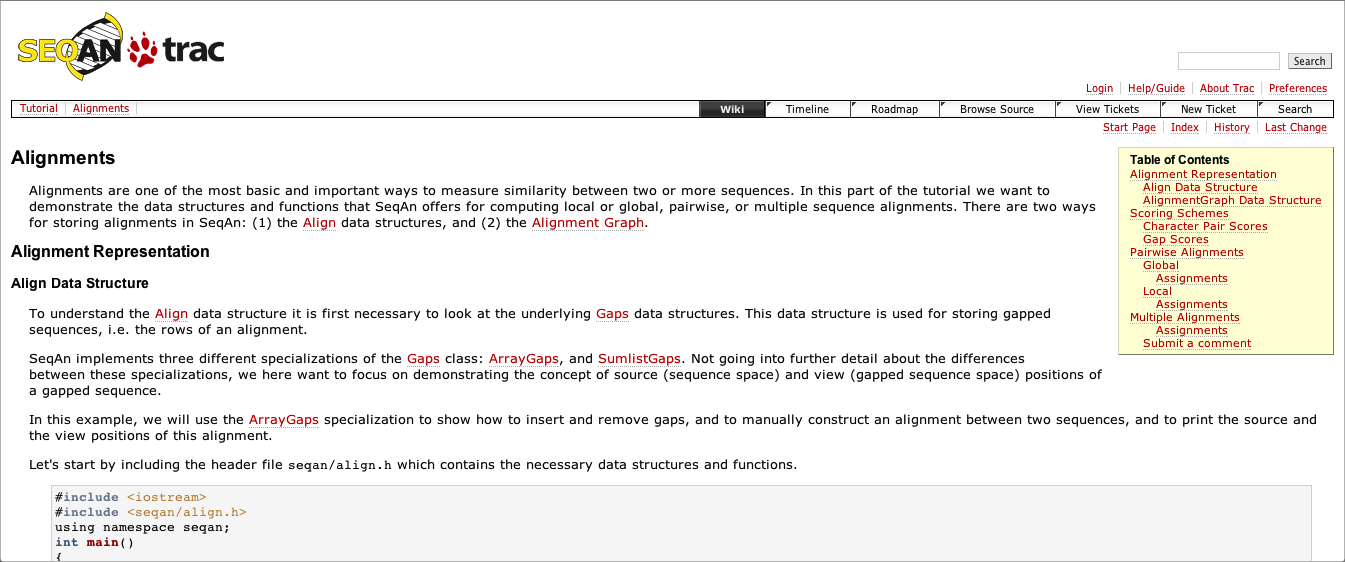 SEQAN trac
Search
Login Help/Guide About Trac Preferences
Tutorial Alignments
Wiki Timeline Roadmap Browse Source View Tickets New Ticket Search
Start Page Index History Last Change
Alignments
Alignments are one of the most basic and important ways to measure similarity between two or more sequences. In this part of the tutorial we want to
demonstrate the data structures and functions that SeqAn offers for computing local or global, pairwise, or multiple sequence alignments. There are two ways
for storing alignments in SeqAn: (1) the Align data structures, and (2) the Alignment Graph.
Table of Contents
Alignment Representation
Align Data Structure
AlignmentGraph Data Structure
Scoring Schemes
Character Pair Scores
Gap Scores
Pairwise Alignments
Global
Assignments
Local
Assignments
Multiple Alignments
Assignments
Submit a comment
Alignment Representation
Align Data Structure
To understand the Align data structure it is first necessary to look at the underlying Gaps data structures. This data structure is used for storing gapped
sequences, i.e. the rows of an alignment.
SeqAn implements three different specializations of the Gaps class: ArrayGaps, and SumlistGaps. Not going into further detail about the differences
between these specializations, we here want to focus on demonstrating the concept of source (sequence space) and view (gapped sequence space) positions of
a gapped sequence.
In this example, we will use the ArrayGaps specialization to show how to insert and remove gaps, and to manually construct an alignment between two sequences, and to print the source and
the view positions of this alignment.
Let's start by including the header file seqan/align.h which contains the necessary data structures and functions.
#include <iostream>
#include <seqan/align.h>
using namespace seqan;
int main()
{